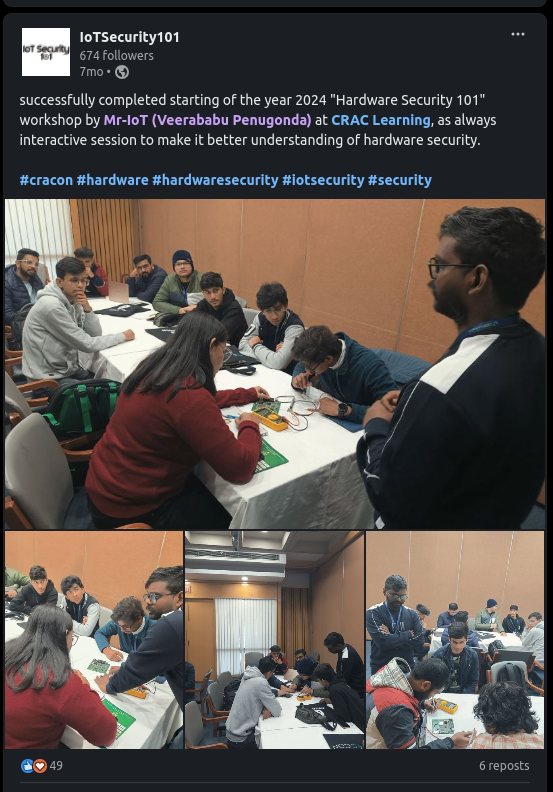 IoT Security
101
IoTSecurity101
674 followers
7mo •
successfully completed starting of the year 2024 "Hardware Security 101"
workshop by Mr-IoT (Veerababu Penugonda) at CRAC Learning, as always
interactive session to make it better understanding of hardware security.
#cracon #hardware #hardwaresecurity #iotsecurity #security
49
6 reposts